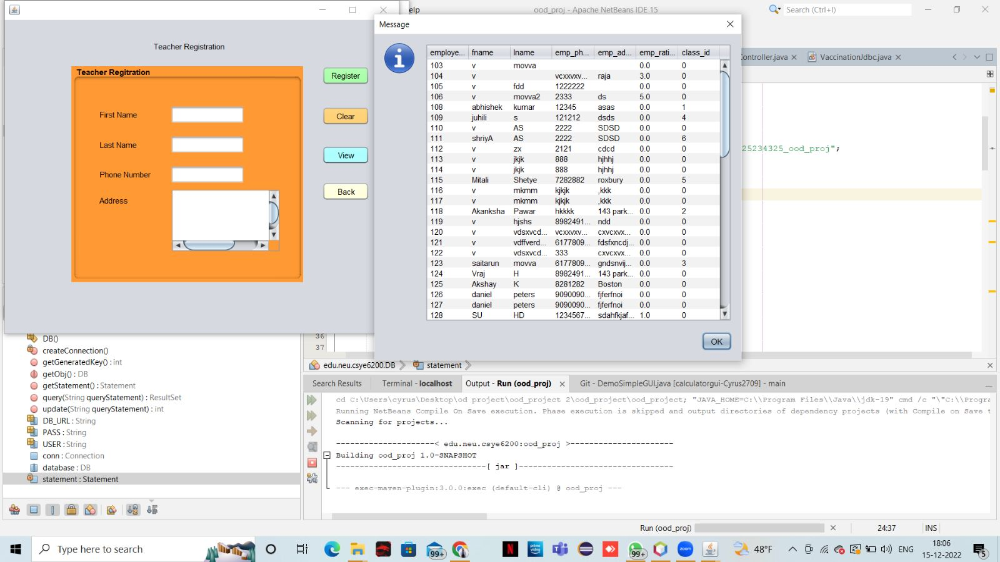 elp
ood_proj - Apache NetBeans IDE 15
Search (Ctrl+I)
Message
Teacher Registration
Teacher Regitration
First Name
Last Name
Phone Number
Address
Register
Clear
View
Back
employe... fname lname emp_ph... emp_ad... emp_rati... class_id
103 v movva 0.0 0
104 v vcxxvxv... raja 3.0 0
105 v fdd 1222222 0.0 0
106 v movva2 2333 ds 5.0 0
108 abhishek kumar 12345 asas 0.0 1
109 juhili s 121212 dsds 0.0 4
110 v AS 2222 SDSD 0.0 0
111 shriyA AS 2222 SDSD 0.0 6
112 v zx 2121 cdcd 0.0 0
113 v jkjk 888 hjhhj 0.0 0
114 v jkjk 888 hjhhj 0.0 0
115 Mitali Shetye 7282882 roxbury 0.0 5
116 v mkmm kjkjk ,kkk 0.0 0
117 v mkmm kjkjk ,kkk 0.0 0
118 Akanksha Pawar hkkkk 143 park... 0.0 2
119 v hjshs 8982491... ndd 0.0 0
120 v vdsxvcd... vcxxvxv... cxvcxvx... 0.0 0
121 v vdffverd... 6177809... fdsfxncdj... 0.0 0
122 v vdsxvcd... 333 cxvcxvx... 0.0 0
123 saitarun movva 6177809... gndsnvij... 0.0 3
124 Vraj H 8982491... 143 park... 0.0 0
125 Akshay K 8281282 Boston 0.0 0
126 daniel peters 9090090... fjferfnoi 0.0 0
127 daniel peters 9090090... fjferfnoi 0.0 0
128 SU HD 1234567... sdahfkjaf... 1.0 0
OK
Controller.java
VaccinationJdbc.java
25234325_ood_proj";
36
37
DB()
createConnection()
getGeneratedKey() : int
getObj() : DB
getStatement() : Statement
query(String queryStatement) : ResultSet
update(String queryStatement) : int
DB_URL : String
PASS : String
USER : String
conn : Connection
database : DB
statement : Statement
edu.neu.csye6200.DB
statement
Search Results
Terminal - localhost
Output - Run (ood_proj)
Git - DemoSimpleGUI.java [calculatorgui-Cyrus2709] - main
cd C:\Users\cyrus\Desktop\od project\ood_project 2\ood_project\ood_project; "JAVA_HOME=C:\\Program Files\\Java\\jdk-19" cmd /c "\"C:\\Progra
Running NetBeans Compile On Save execution. Phase execution is skipped and output directories of dependency projects (with Compile on Save t
Scanning for projects...
----------------------< edu.neu.csye6200:ood_proj >----------------------
Building ood_proj 1.0-SNAPSHOT
--------------------------------[ jar ]---------------------------------
--- exec-maven-plugin:3.0.0:exec (default-cli) @ ood_proj ---
Run (ood_proj)
24:37
INS
Type here to search
99+
prime video
99+
zoom
48°F
ENG
18:06
15-12-2022
5